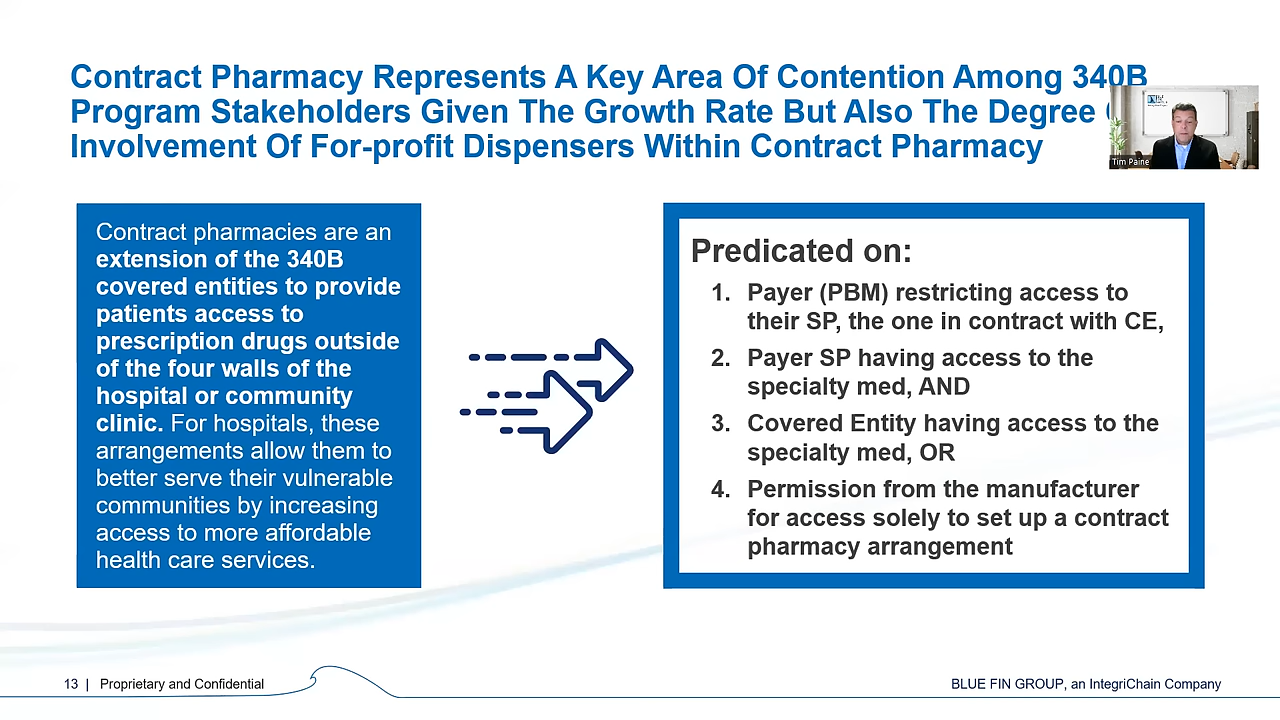 Contract Pharmacy Represents A Key Area Of Contention Among 340B
Program Stakeholders Given The Growth Rate But Also The Degree
Involvement Of For-profit Dispensers Within Contract Pharmacy
Tim Paine
Contract pharmacies are an
extension of the 340B
covered entities to provide
patients access to
prescription drugs outside
of the four walls of the
hospital or community
clinic. For hospitals, these
arrangements allow them to
better serve their vulnerable
communities by increasing
access to more affordable
health care services.
Predicated on:
1. Payer (PBM) restricting access to
their SP, the one in contract with CE,
2. Payer SP having access to the
specialty med, AND
3. Covered Entity having access to the
specialty med, OR
4. Permission from the manufacturer
for access solely to set up a contract
pharmacy arrangement
13 | Proprietary and Confidential
BLUE FIN GROUP, an IntegriChain Company